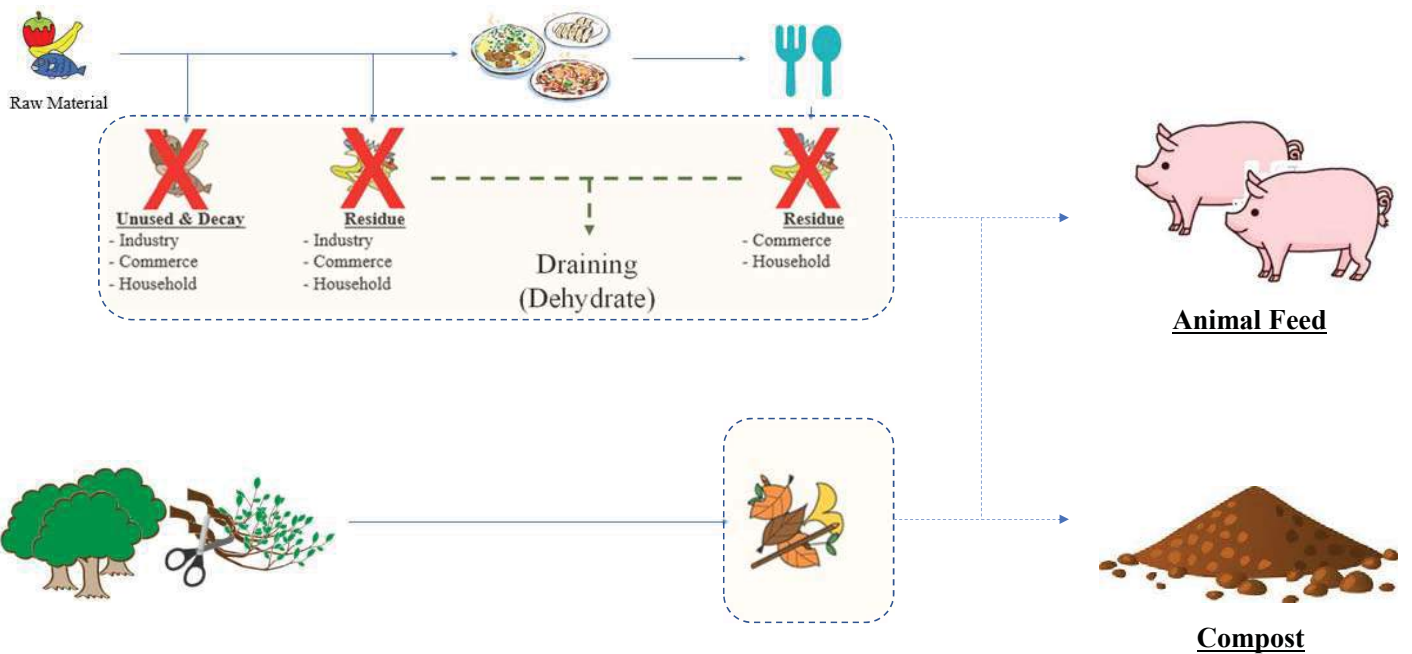 Raw Material
Unused & Decay
- Industry
- Commerce
- Household
Residue
- Industry
- Commerce
- Household
Draining
(Dehydrate)
Residue
- Commerce
- Household
Animal Feed
Compost